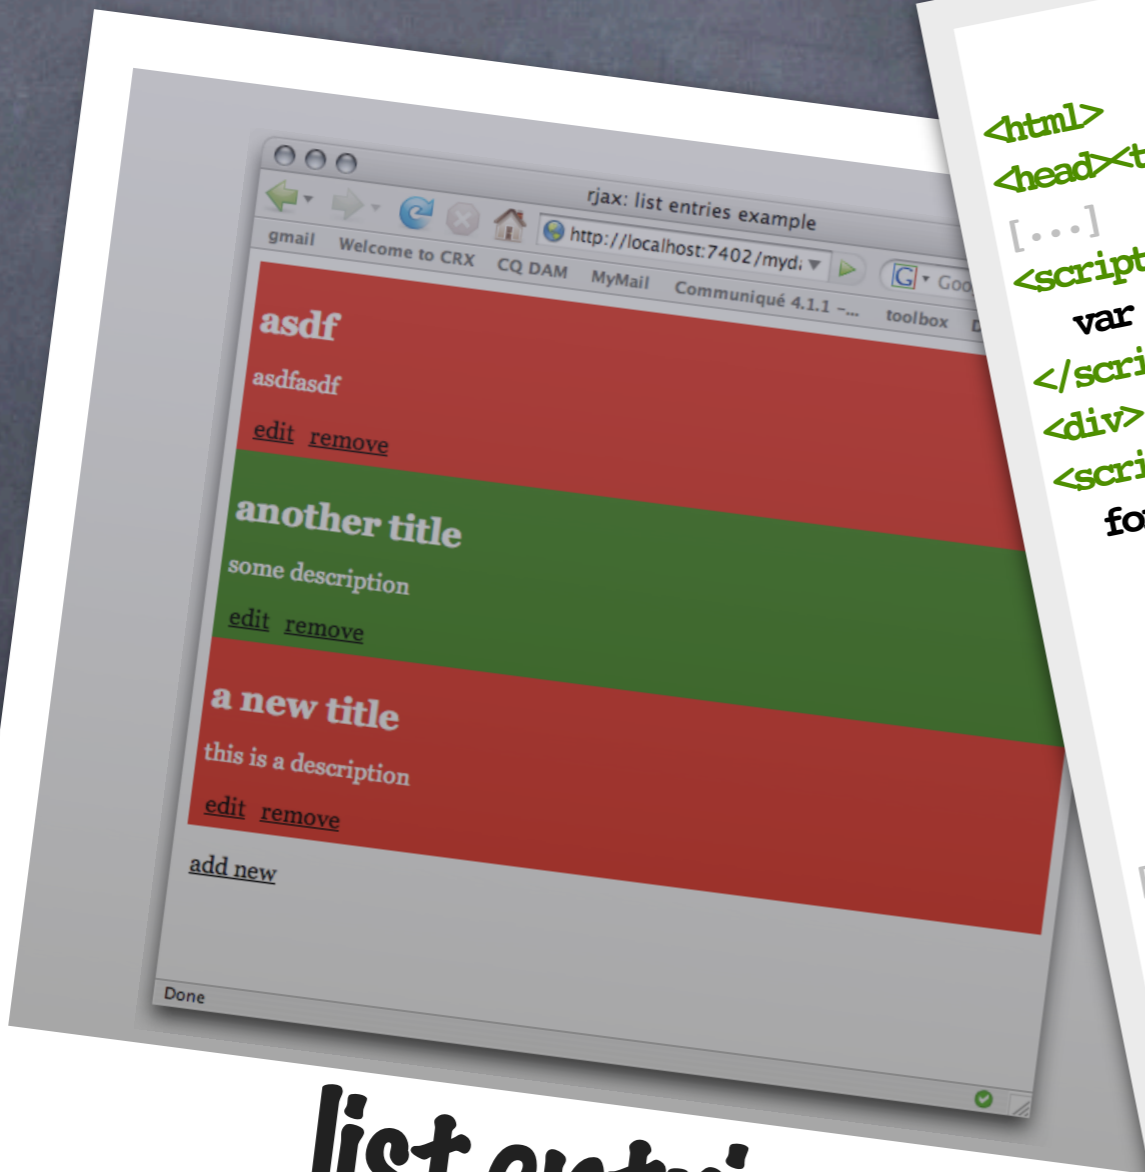 rjax: list entries example
http://localhost:7402/myd
gmail Welcome to CRX CQ DAM MyMail Communiqué 4.1.1 –... toolbox
asdf
asdfasdf
edit remove
another title
some description
edit remove
a new title
this is a description
edit remove
add new
Done
list entri
<html>
<head><t
[...]
<script
var
</scri
<div>
<scri
fo